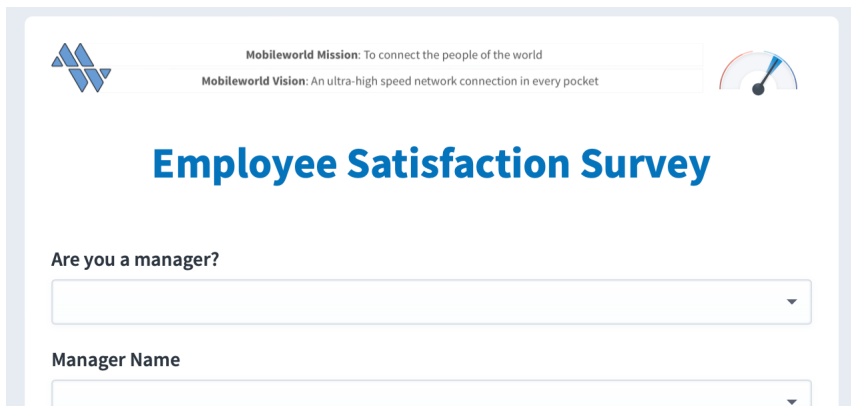 Mobileworld Mission: To connect the people of the world
Mobileworld Vision: An ultra-high speed network connection in every pocket
Employee Satisfaction Survey
Are you a manager?
Manager Name